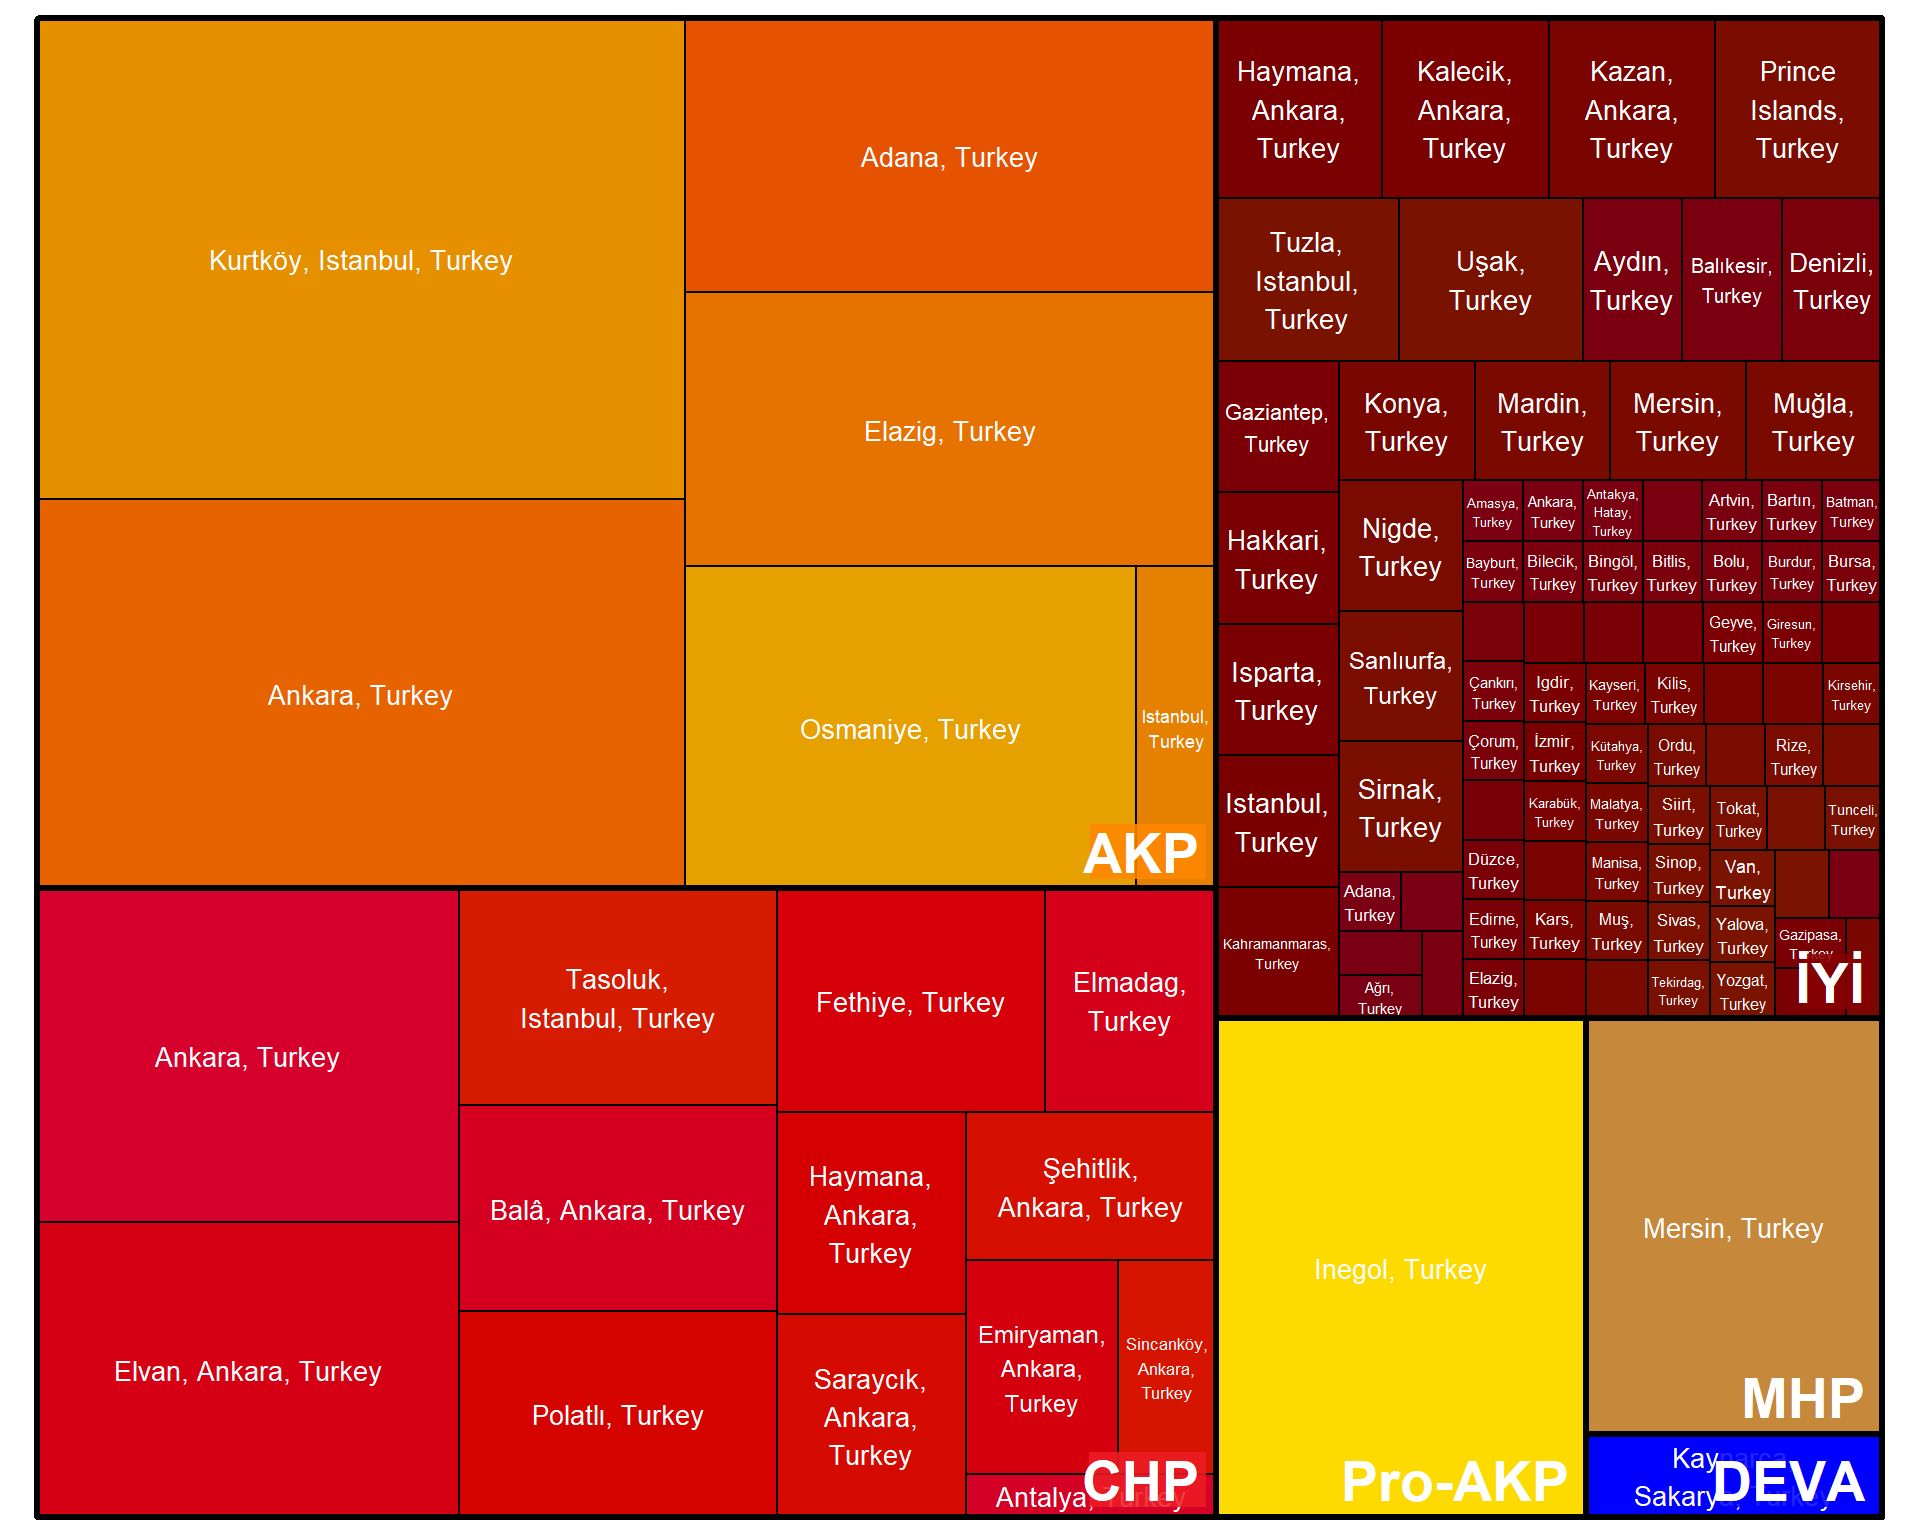 Kurtköy, Istanbul, Turkey
Ankara, Turkey
Adana, Turkey
Elazig, Turkey
Osmaniye, Turkey
Istanbul,
Turkey
AKP
Ankara, Turkey
Elvan, Ankara, Turkey
Tasoluk,
Istanbul, Turkey
Balâ, Ankara, Turkey
Polatlı, Turkey
Fethiye, Turkey
Elmadag,
Turkey
Haymana,
Ankara,
Turkey
Saraycık,
Ankara,
Turkey
Şehitlik,
Ankara, Turkey
Emiryaman,
Ankara,
Turkey
Sincanköy,
Ankara,
Turkey
Antalya, Turkey
CHP
Haymana,
Ankara,
Turkey
Kalecik,
Ankara,
Turkey
Kazan,
Ankara,
Turkey
Prince
Islands,
Turkey
Tuzla,
Istanbul,
Turkey
Uşak,
Turkey
Aydın,
Turkey
Balıkesir,
Turkey
Denizli,
Turkey
Gaziantep,
Turkey
Hakkari,
Turkey
Isparta,
Turkey
Istanbul,
Turkey
Kahramanmaras,
Turkey
Konya,
Turkey
Mardin,
Turkey
Mersin,
Turkey
Muğla,
Turkey
Nigde,
Turkey
Sanlıurfa,
Turkey
Sirnak,
Turkey
Adana,
Turkey
Ağrı,
Turkey
Amasya,
Turkey
Ankara,
Turkey
Antakya,
Hatay,
Turkey
Artvin,
Turkey
Bartın,
Turkey
Batman,
Turkey
Bayburt,
Turkey
Bilecik,
Turkey
Bingöl,
Turkey
Bitlis,
Turkey
Bolu,
Turkey
Burdur,
Turkey
Bursa,
Turkey
Geyve,
Turkey
Giresun,
Turkey
Çankırı,
Turkey
Igdir,
Turkey
Kayseri,
Turkey
Kilis,
Turkey
Kirsehir,
Turkey
Çorum,
Turkey
İzmir,
Turkey
Kütahya,
Turkey
Ordu,
Turkey
Rize,
Turkey
Karabük,
Turkey
Malatya,
Turkey
Siirt,
Turkey
Tokat,
Turkey
Tunceli,
Turkey
Düzce,
Turkey
Manisa,
Turkey
Sinop,
Turkey
Van,
Turkey
Edirne,
Turkey
Kars,
Turkey
Muş,
Turkey
Sivas,
Turkey
Yalova,
Turkey
Gazipasa,
Turkey
Elazig,
Turkey
Tekirdag,
Turkey
Yozgat,
Turkey
İYİ
Inegol, Turkey
Pro-AKP
Mersin, Turkey
MHP
Kaynarca,
Sakarya, Turkey
DEVA